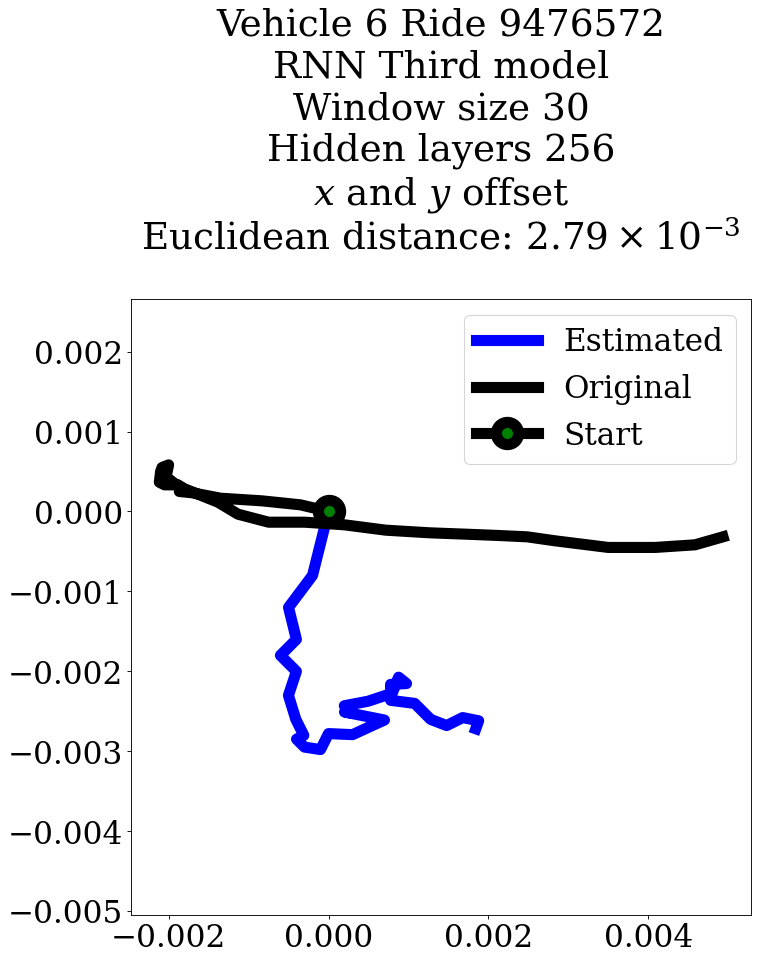 Vehicle 6 Ride 9476572
RNN Third model
Window size 30
Hidden layers 256
x and y offset
Euclidean distance: 2.79 × 10⁻³
Estimated
Original
Start
0.002
0.001
0.000
−0.001
−0.002
−0.003
−0.004
−0.005
−0.002 0.000 0.002 0.004